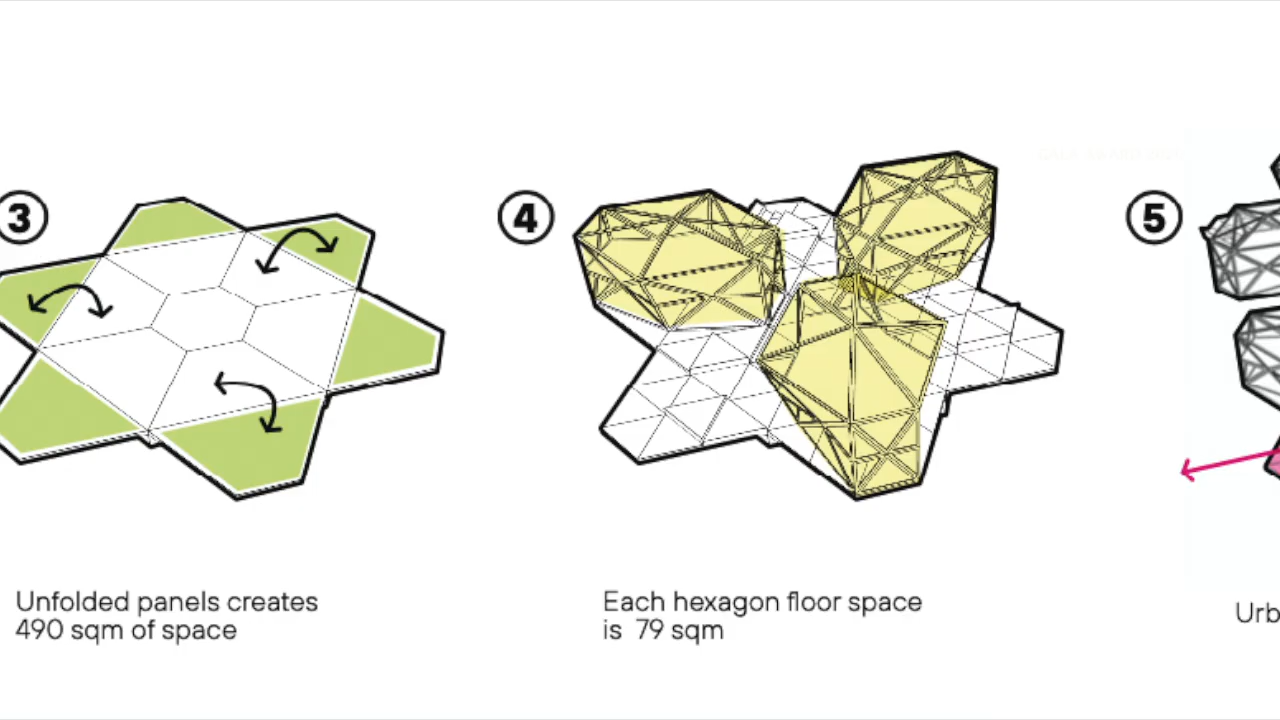 3
4
5
Unfolded panels creates
490 sqm of space
Each hexagon floor space
is 79 sqm
Urb